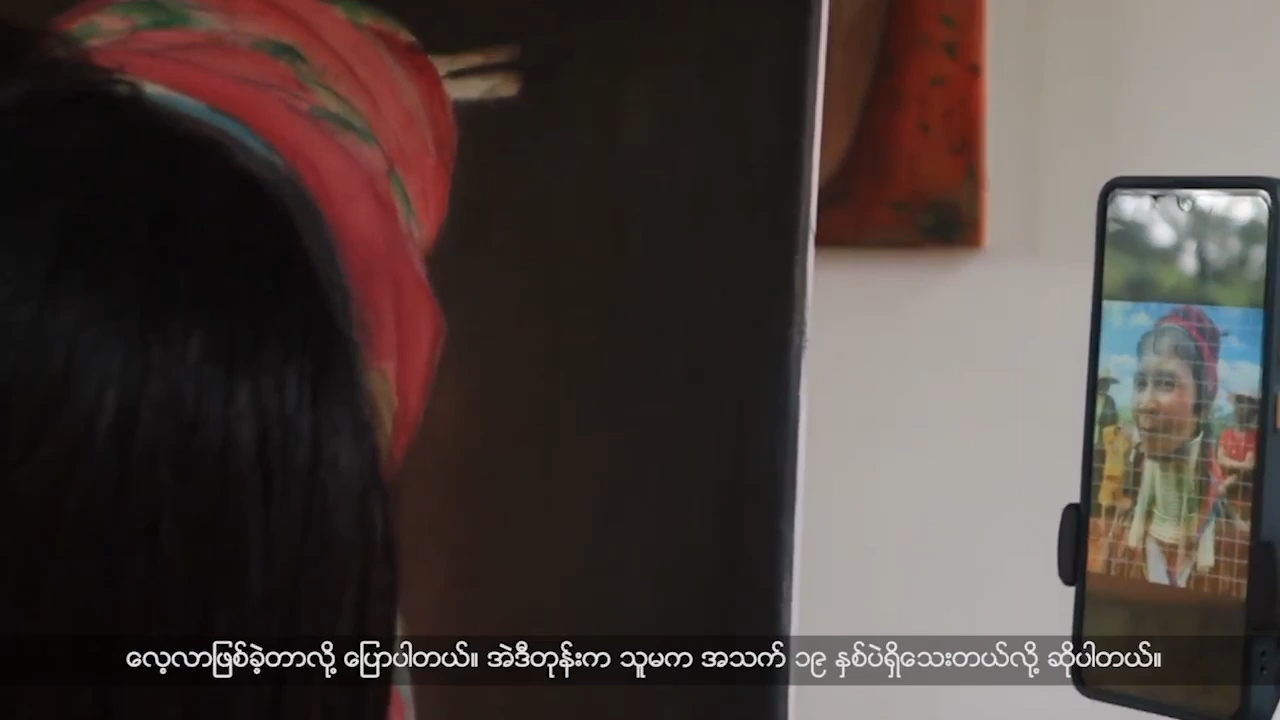 လေ့လာဖြစ်ခဲ့တာလို့ ပြောပါတယ်။ အဲဒီတုန်းက သူမက အသက် ၁၉ နှစ်ပဲရှိသေးတယ်လို့ ဆိုပါတယ်။